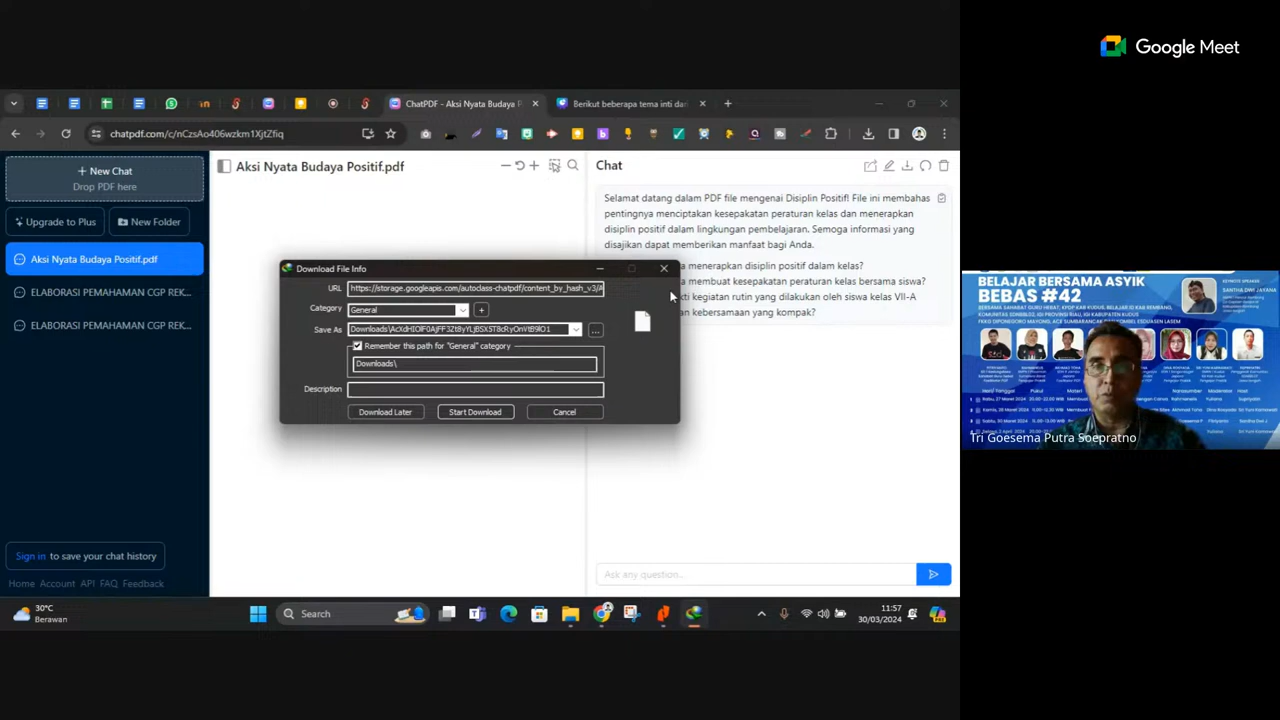 Google Meet
ChatPDF - Aksi Nyata Budaya P
Berikut beberapa tema inti dari
chatpdf.com/c/nCzsAo406wzkm1XjtZfiq
+ New Chat
Drop PDF here
Upgrade to Plus
New Folder
Aksi Nyata Budaya Positif.pdf
ELABORASI PEMAHAMAN CGP REK...
ELABORASI PEMAHAMAN CGP REK...
Sign in to save your chat history
Home Account API FAQ Feedback
Aksi Nyata Budaya Positif.pdf
Chat
Selamat datang dalam PDF file mengenai Disiplin Positif! File ini membahas
pentingnya menciptakan kesepakatan peraturan kelas dan menerapkan
disiplin positif dalam lingkungan pembelajaran. Semoga informasi yang
disajikan dapat memberikan manfaat bagi Anda.
menerapkan disiplin positif dalam kelas?
membuat kesepakatan peraturan kelas bersama siswa?
kegiatan rutin yang dilakukan oleh siswa kelas VII-A
kebersamaan yang kompak?
Ask any question...
Download File Info
URL
https://storage.googleapis.com/autoclass-chatpdf/content_by_hash_v3/
Category
General
Save As
Remember this path for "General" category
Downloads\
Description
Download Later
Start Download
Cancel
30°C
Berawan
Search
11:57
30/03/2024
BELAJAR BERSAMA ASYIK
BEBAS #42
KEYNOTE SPEAKER
SANTHA DWI JAYANA
Tri Goesema Putra Soepratno